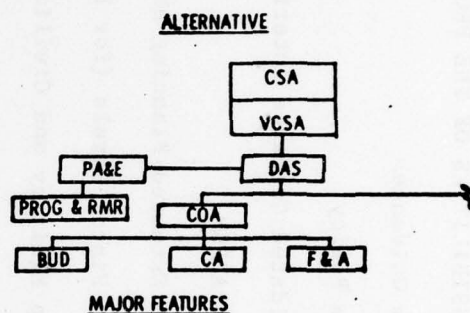 ALTERNATIVE
CSA
VCSA
PA&E DAS
PROG & RMR
COA
BUD CA F & A
MAJOR FEATURES